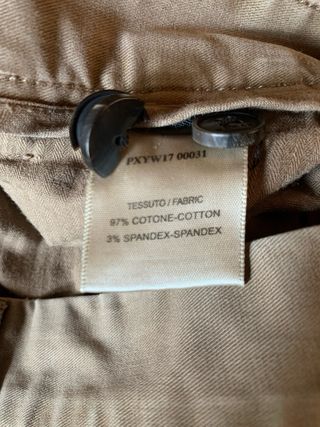 PXYW17 00031
TESSUTO / FABRIC
97% COTONE-COTTON
3% SPANDEX-SPANDEX